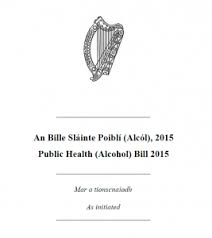 An Bille Sláinte Poiblí (Alcól), 2015
Public Health (Alcohol) Bill 2015
Mar a tionscnaíodh
As initiated